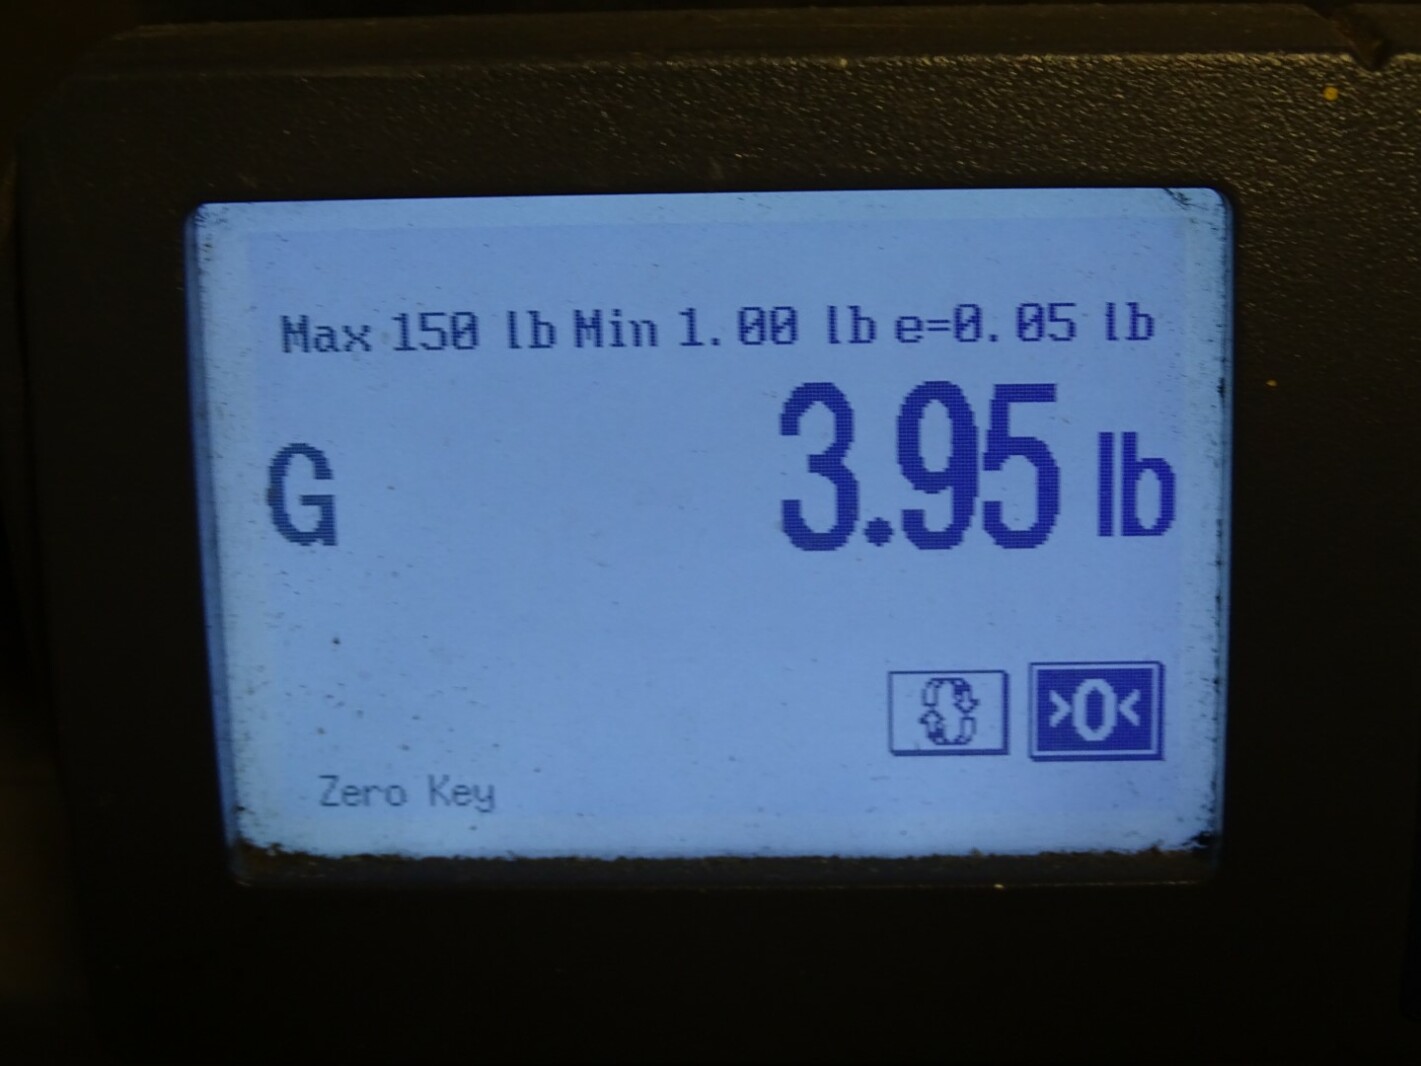 Max 150 lb Min 1.00 lb e=0.05 lb
G 3.95 lb
>0<
Zero Key